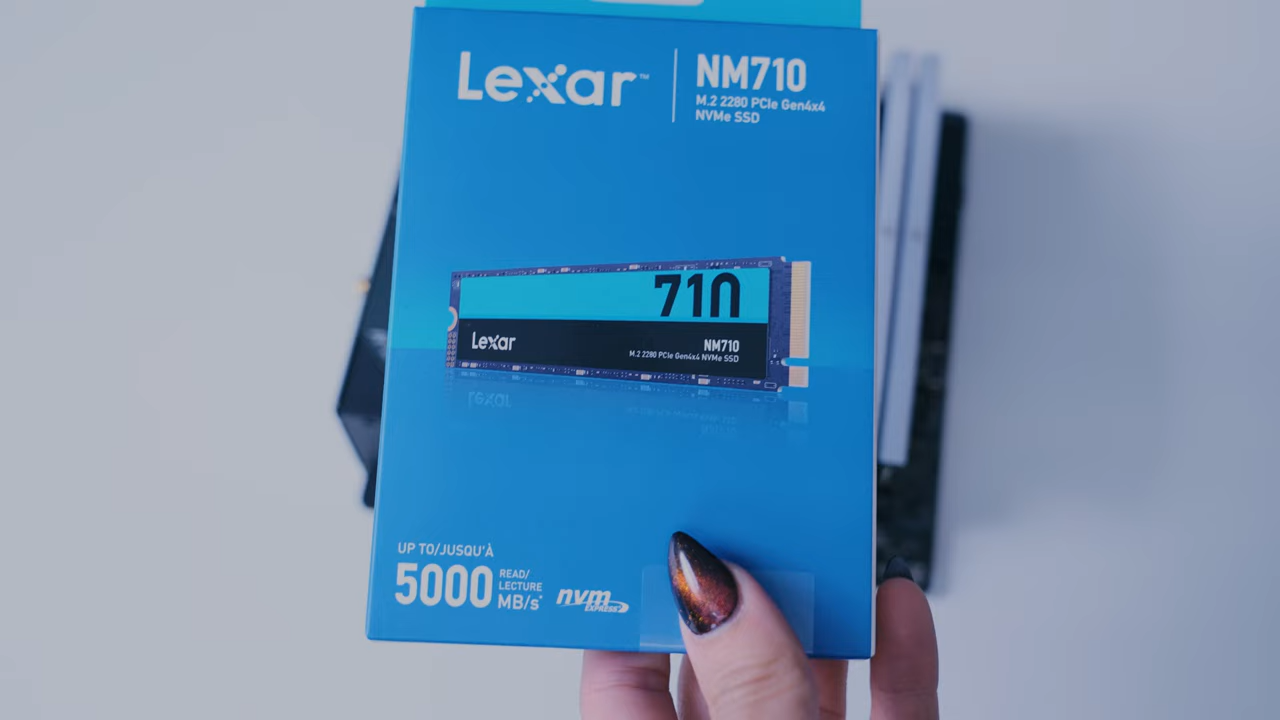 Lexar™
NM710
M.2 2280 PCIe Gen4x4
NVMe SSD
710
Lexar
NM710
M.2 2280 PCIe Gen4x4 NVMe SSD
UP TO/JUSQU'À
5000 READ/
LECTURE
MB/s*
nvm
EXPRESS